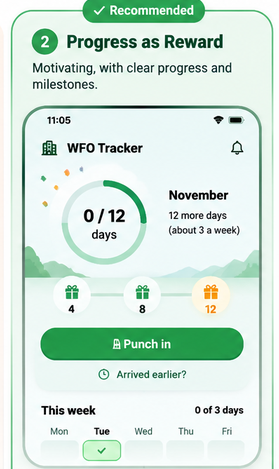 Recommended
2 Progress as Reward
Motivating, with clear progress and
milestones.
11:05
WFO Tracker
0 / 12
days
November
12 more days
(about 3 a week)
4 8 12
Punch in
Arrived earlier?
This week 0 of 3 days
Mon Tue Wed Thu Fri